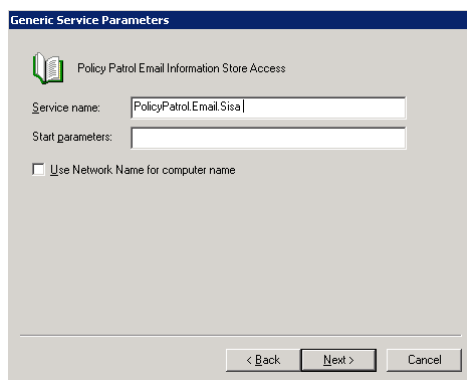 Generic Service Parameters
Policy Patrol Email Information Store Access
Service name: PolicyPatrol.Email.Sisa
Start parameters:
Use Network Name for computer name
< Back Next > Cancel